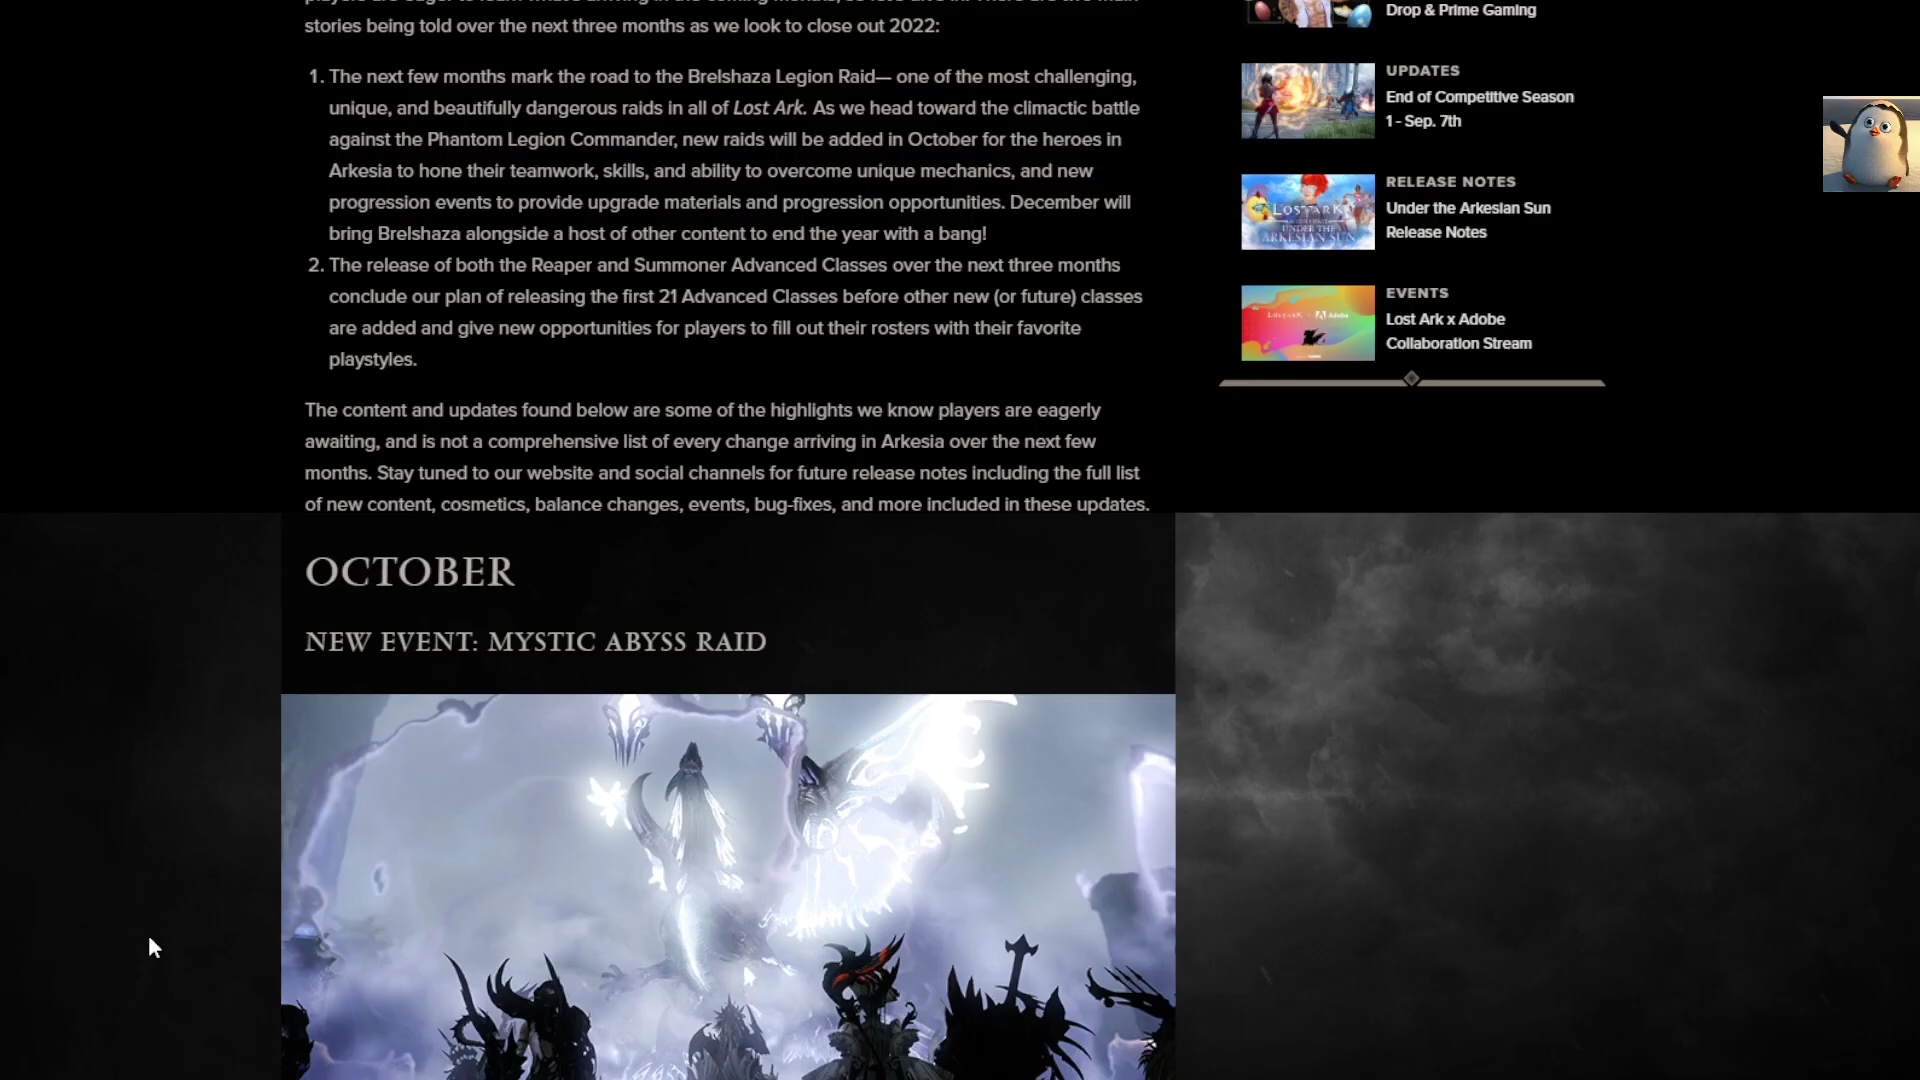 stories being told over the next three months as we look to close out 2022:
1. The next few months mark the road to the Brelshaza Legion Raid— one of the most challenging,
unique, and beautifully dangerous raids in all of Lost Ark. As we head toward the climactic battle
against the Phantom Legion Commander, new raids will be added in October for the heroes in
Arkesia to hone their teamwork, skills, and ability to overcome unique mechanics, and new
progression events to provide upgrade materials and progression opportunities. December will
bring Brelshaza alongside a host of other content to end the year with a bang!
2. The release of both the Reaper and Summoner Advanced Classes over the next three months
conclude our plan of releasing the first 21 Advanced Classes before other new (or future) classes
are added and give new opportunities for players to fill out their rosters with their favorite
playstyles.
The content and updates found below are some of the highlights we know players are eagerly
awaiting, and is not a comprehensive list of every change arriving in Arkesia over the next few
months. Stay tuned to our website and social channels for future release notes including the full list
of new content, cosmetics, balance changes, events, bug-fixes, and more included in these updates.
OCTOBER
NEW EVENT: MYSTIC ABYSS RAID
Drop & Prime Gaming
UPDATES
End of Competitive Season
1 - Sep. 7th
LOST ARK
UNDER THE
ARKESIAN SUN
RELEASE NOTES
Under the Arkesian Sun
Release Notes
LOST ARK
Adobe
EVENTS
Lost Ark x Adobe
Collaboration Stream